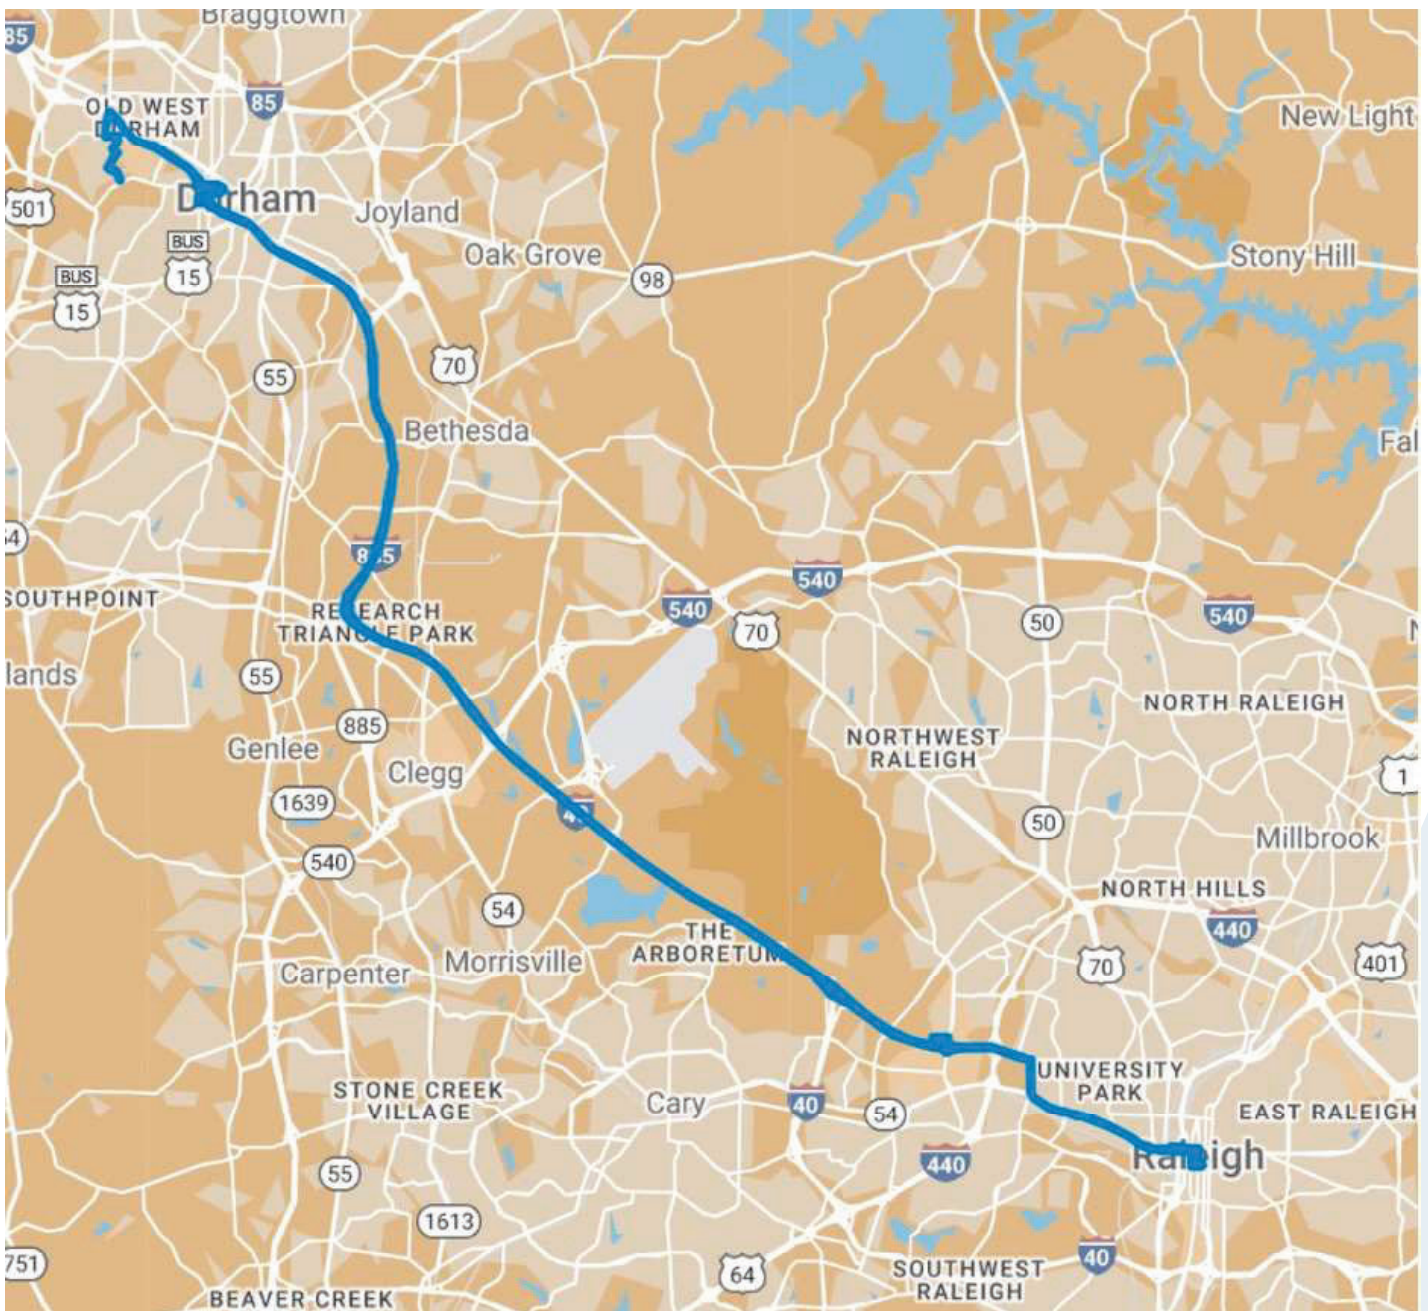 Braggtown
85
OLD WEST
DURHAM
85
New Light
501
Durham
Joyland
BUS
15
Oak Grove
98
Stony Hill
BUS
15
55
70
Bethesda
540
540
540
SOUTHPOINT
RESEARCH
TRIANGLE PARK
70
50
55
lands
NORTH RALEIGH
885
Genlee
NORTHWEST
RALEIGH
Clegg
1
1639
50
40
Millbrook
540
NORTH HILLS
54
440
THE
ARBORETUM
Morrisville
70
401
Carpenter
UNIVERSITY
PARK
STONE CREEK
VILLAGE
Cary
40
54
EAST RALEIGH
Raleigh
440
55
1613
40
751
64
SOUTHWEST
RALEIGH
BEAVER CREEK